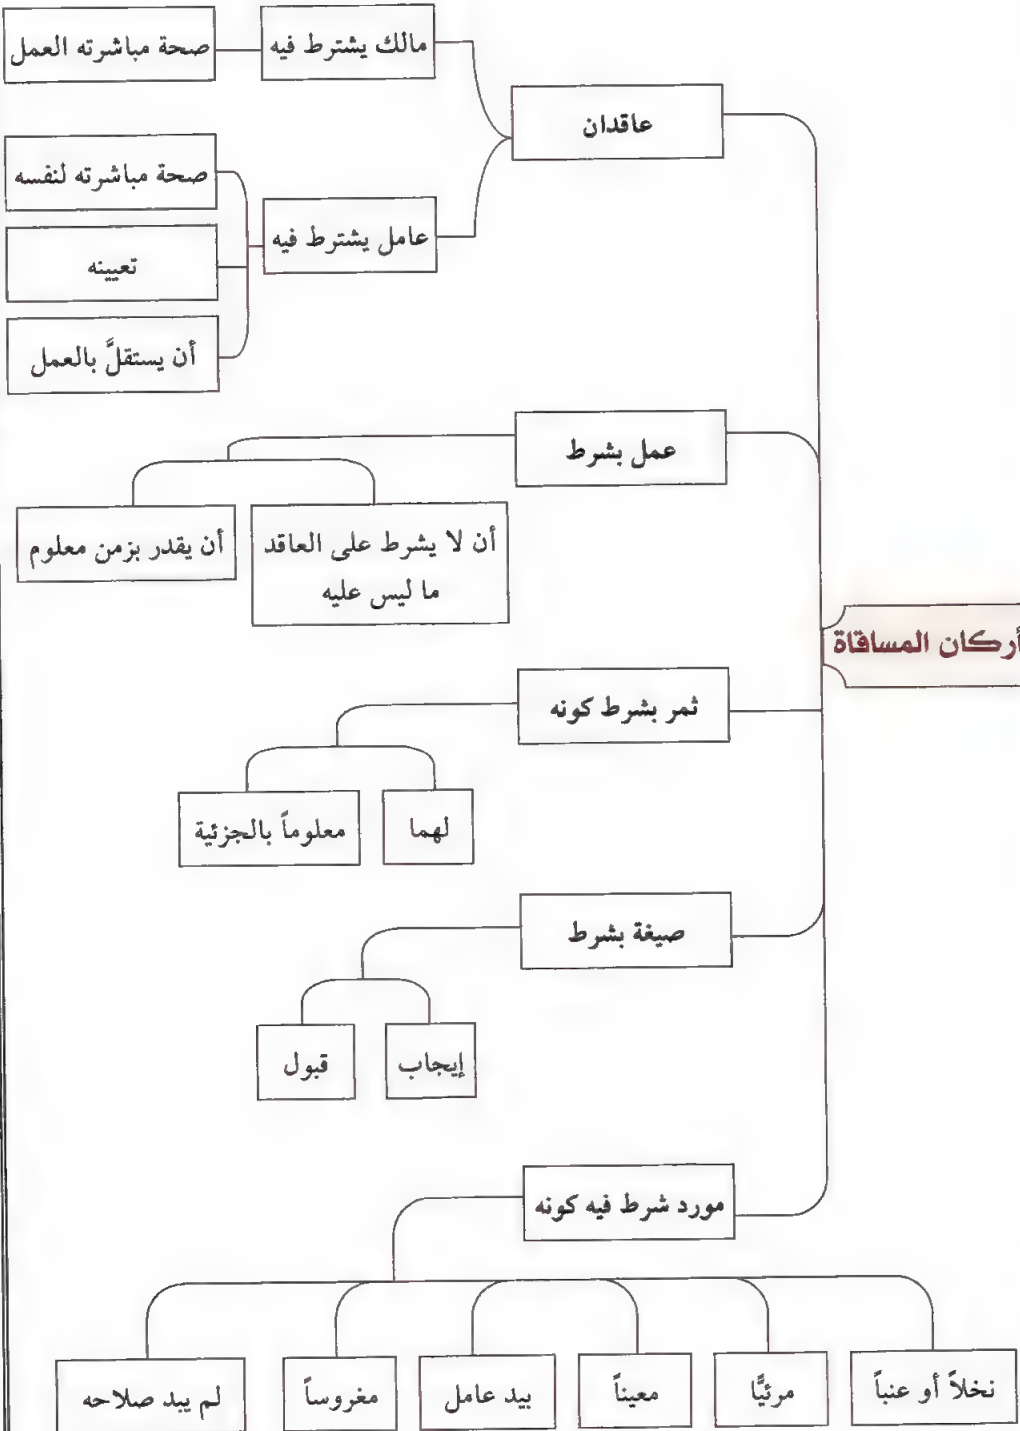 أركان المساقاة
عاقدان
مالك يشترط فيه
صحة مباشرته العمل
عامل يشترط فيه
صحة مباشرته لنفسه
تعيينه
أن يستقلَّ بالعمل
عمل بشرط
أن لا يشرط على العاقد
ما ليس عليه
أن يقدر بزمن معلوم
ثمر بشرط كونه
لهما
معلوماً بالجزئية
صيغة بشرط
إيجاب
قبول
مورد شرط فيه كونه
نخلاً أو عنباً
مرئيًّا
معيناً
بيد عامل
مغروساً
لم يبد صلاحه